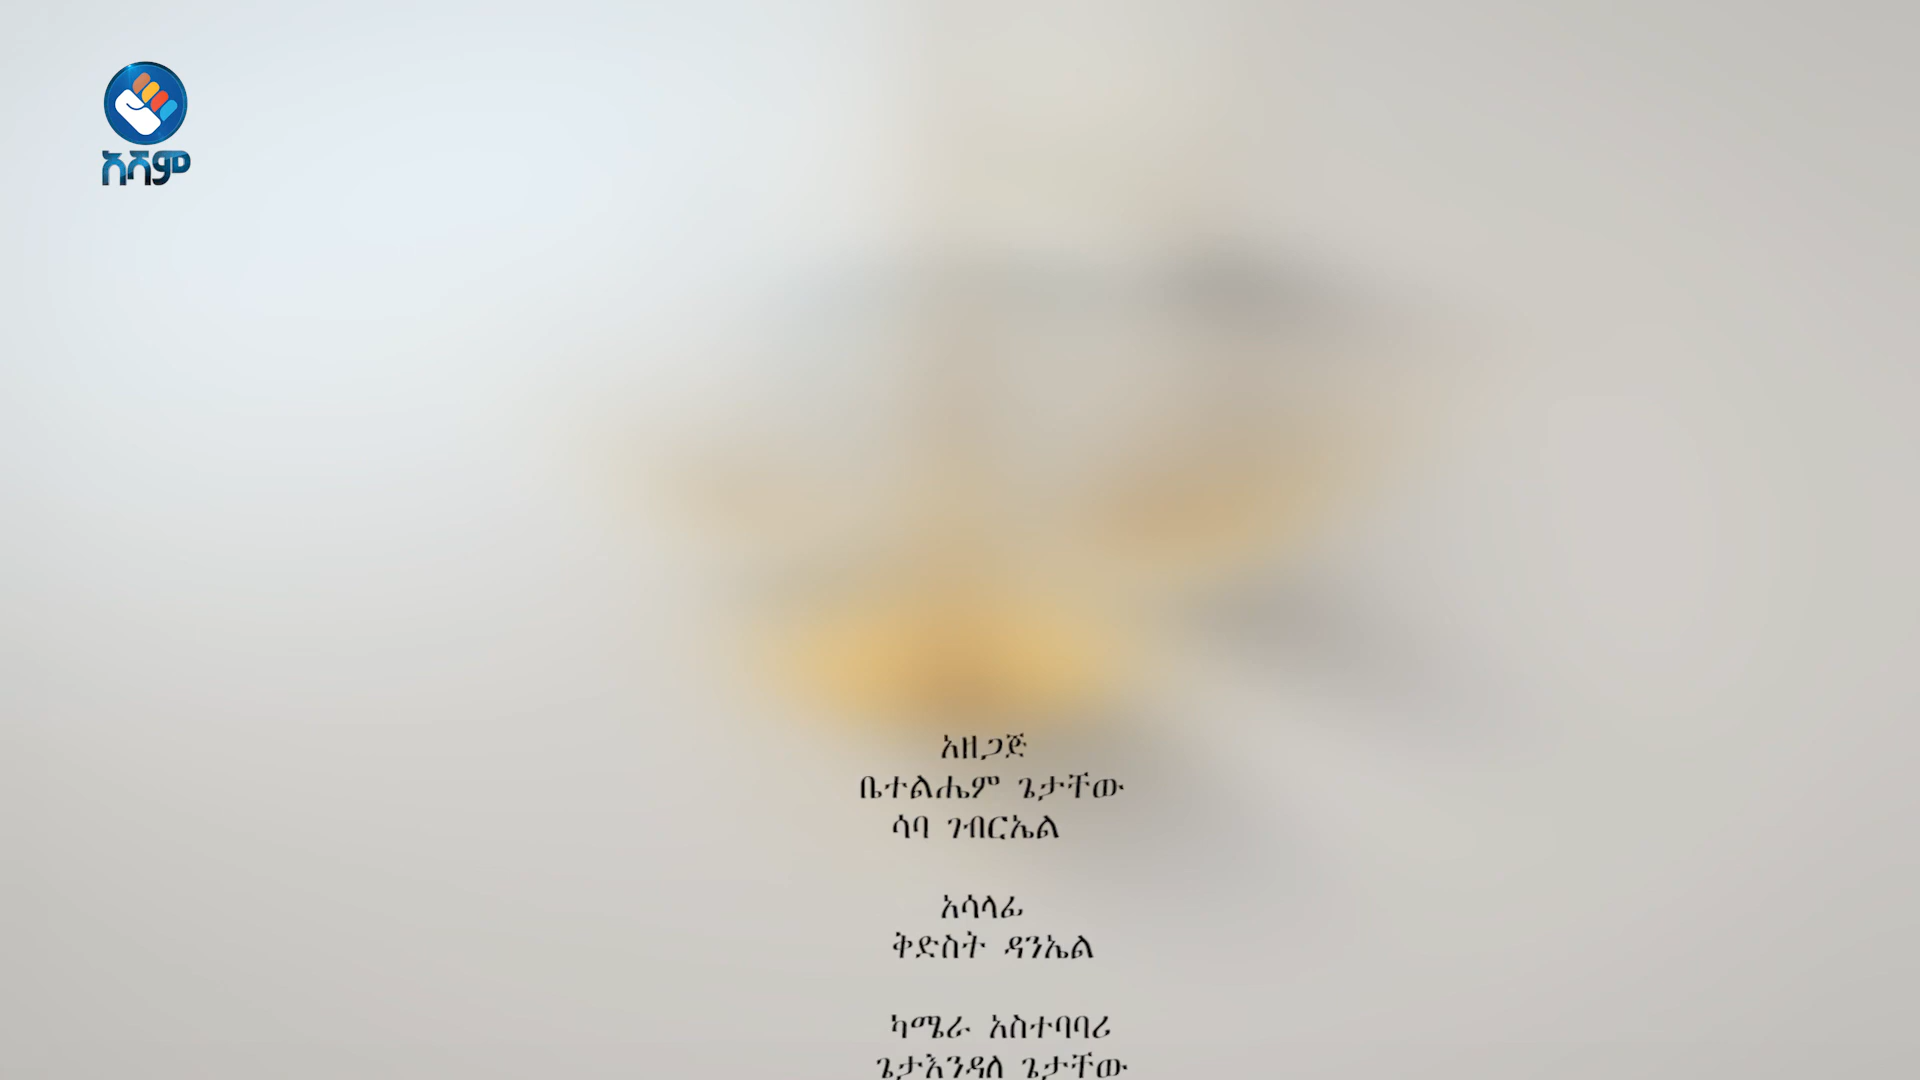 አሻም
አዘጋጅ
ቤተልሔም ጌታቸው
ሳባ ገብርኤል
አሳላፊ
ቅድስት ዳንኤል
ካሜራ አስተባባሪ
ጌታእንዳለ ጌታቸው